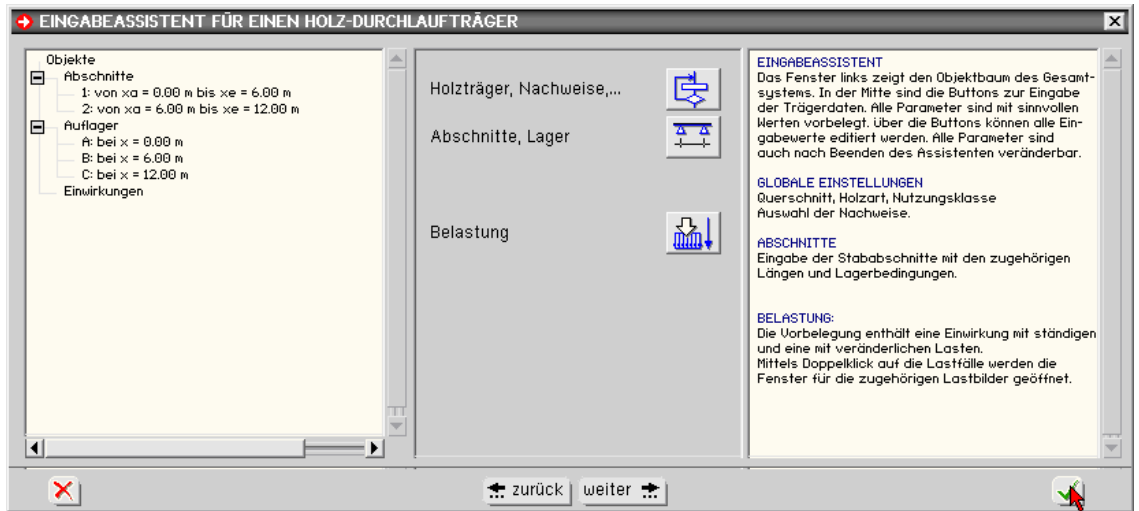 EINGABEASSISTENT FÜR EINEN HOLZ-DURCHLAUFTRÄGER
Objekte
Abschnitte
1: von xa = 0.00 m bis xe = 6.00 m
2: von xa = 6.00 m bis xe = 12.00 m
Auflager
A: bei x = 0.00 m
B: bei x = 6.00 m
C: bei x = 12.00 m
Einwirkungen
Holzträger, Nachweise,...
Abschnitte, Lager
Belastung
EINGABEASSISTENT
Das Fenster links zeigt den Objektbaum des Gesamt-
systems. In der Mitte sind die Buttons zur Eingabe
der Trägerdaten. Alle Parameter sind mit sinnvollen
Werten vorbelegt. über die Buttons können alle Ein-
gabewerte editiert werden. Alle Parameter sind
auch nach Beenden des Assistenten veränderbar.
GLOBALE EINSTELLUNGEN
Querschnitt, Holzart, Nutzungsklasse
Auswahl der Nachweise.
ABSCHNITTE
Eingabe der Stababschnitte mit den zugehörigen
Längen und Lagerbedingungen.
BELASTUNG:
Die Vorbelegung enthält eine Einwirkung mit ständigen
und eine mit veränderlichen Lasten.
Mittels Doppelklick auf die Lastfälle werden die
Fenster für die zugehörigen Lastbilder geöffnet.
zurück
weiter